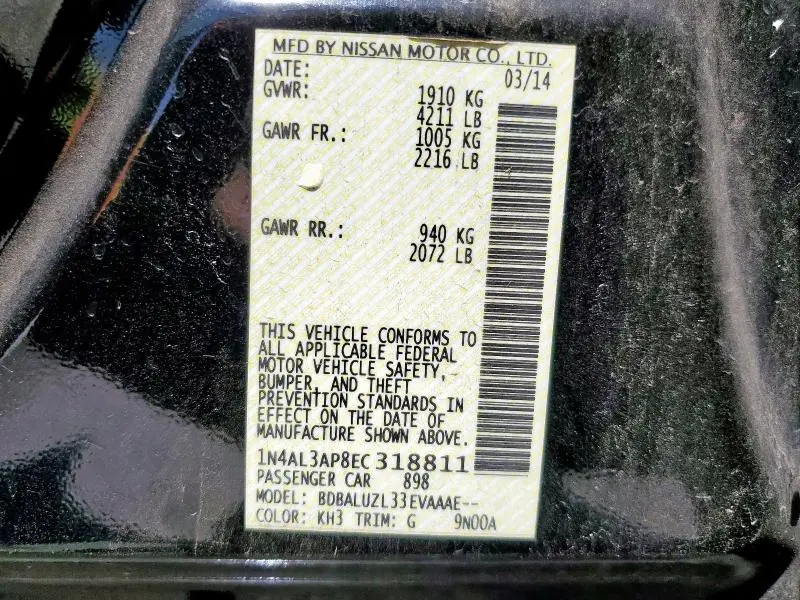 MFD BY NISSAN MOTOR CO., LTD.
DATE: 03/14
GVWR: 1910 KG
4211 LB
GAWR FR.: 1005 KG
2216 LB
GAWR RR.: 940 KG
2072 LB
THIS VEHICLE CONFORMS TO
ALL APPLICABLE FEDERAL
MOTOR VEHICLE SAFETY,
BUMPER, AND THEFT
PREVENTION STANDARDS IN
EFFECT ON THE DATE OF
MANUFACTURE SHOWN ABOVE.
1N4AL3AP8EC318811
PASSENGER CAR 898
MODEL: BDBALUZL33EVAAAE--
COLOR: KH3 TRIM: G 9N00A